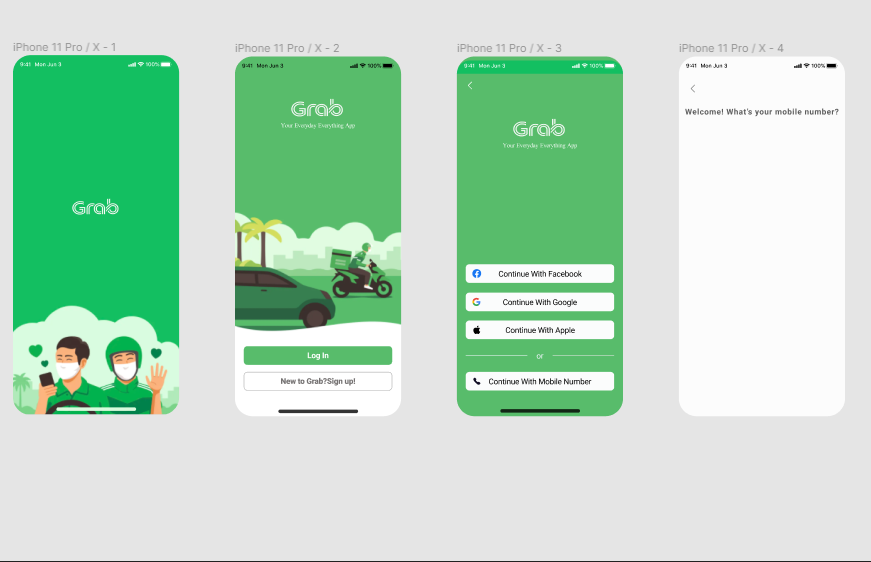 iPhone 11 Pro / X - 1
9:41 Mon Jun 3 100%
Grab
iPhone 11 Pro / X - 2
9:41 Mon Jun 3 100%
Grab
Your Everyday Everything App
Log In
New to Grab?Sign up!
iPhone 11 Pro / X - 3
9:41 Mon Jun 3 100%
Grab
Your Everyday Everything App
Continue With Facebook
Continue With Google
Continue With Apple
or
Continue With Mobile Number
iPhone 11 Pro / X - 4
9:41 Mon Jun 3 100%
Welcome! What's your mobile number?